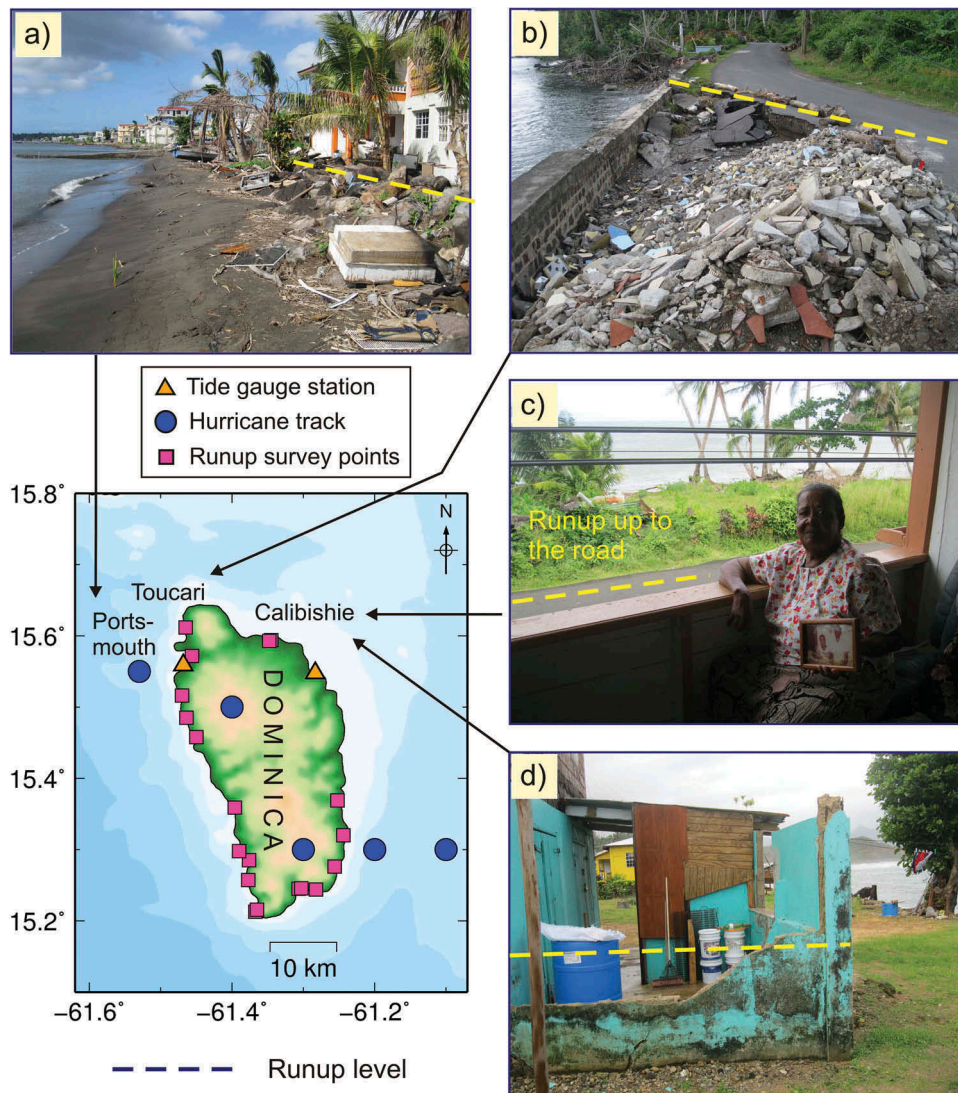 a)
b)
Tide gauge station
Hurricane track
Runup survey points
c)
Runup up to
the road
15.8°
15.6°
15.4°
15.2°
N
Toucari
Ports-
mouth
Calibishie
DOMINICA
10 km
−61.6°
−61.4°
−61.2°
d)
Runup level